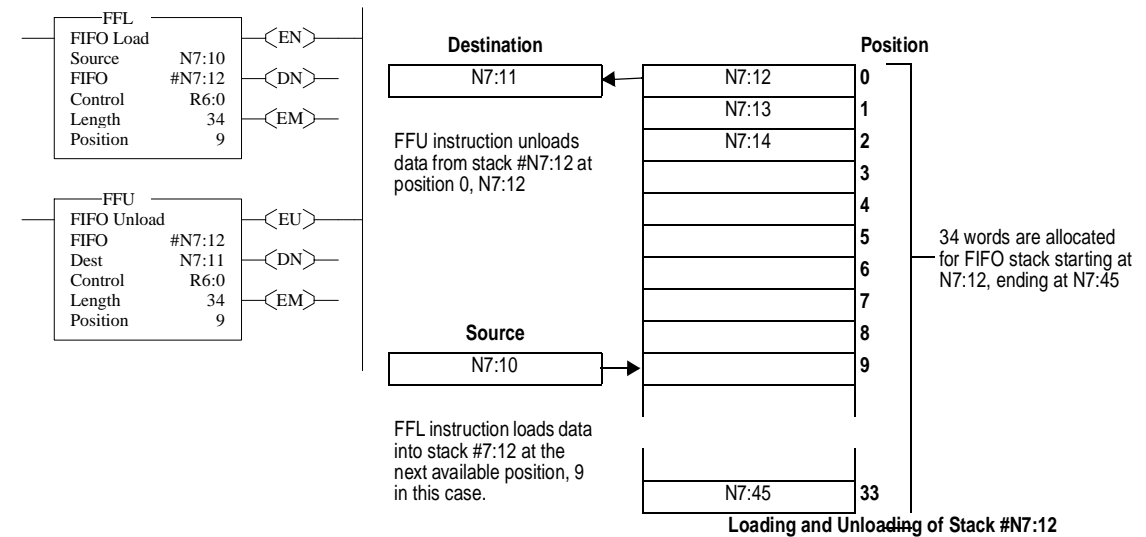 FFL
FIFO Load
Source N7:10
FIFO #N7:12
Control R6:0
Length 34
Position 9
EN
DN
EM
FFU
FIFO Unload
FIFO #N7:12
Dest N7:11
Control R6:0
Length 34
Position 9
EU
DN
EM
Destination
N7:11
FFU instruction unloads
data from stack #N7:12 at
position 0, N7:12
Source
N7:10
FFL instruction loads data
into stack #7:12 at the
next available position, 9
in this case.
Position
N7:12 0
N7:13 1
N7:14 2
3
4
5
6
7
8
9
N7:45 33
34 words are allocated
for FIFO stack starting at
N7:12, ending at N7:45
Loading and Unloading of Stack #N7:12